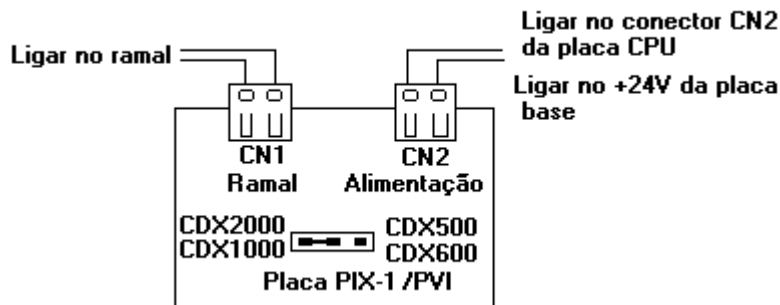 Ligar no ramal
Ligar no conector CN2
da placa CPU
Ligar no +24V da placa
base
CN1
Ramal
CN2
Alimentação
CDX2000
CDX1000
CDX500
CDX600
Placa PIX-1 /PVI